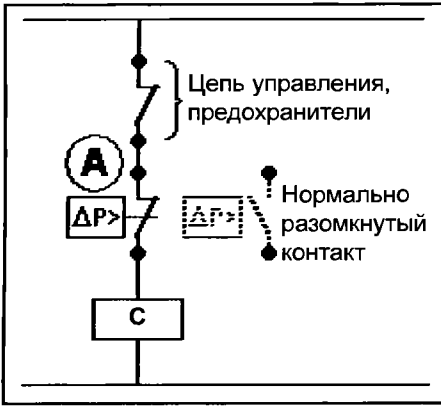 Цепь управления,
предохранители
А
ΔP>
ΔP>
Нормально
разомкнутый
контакт
С